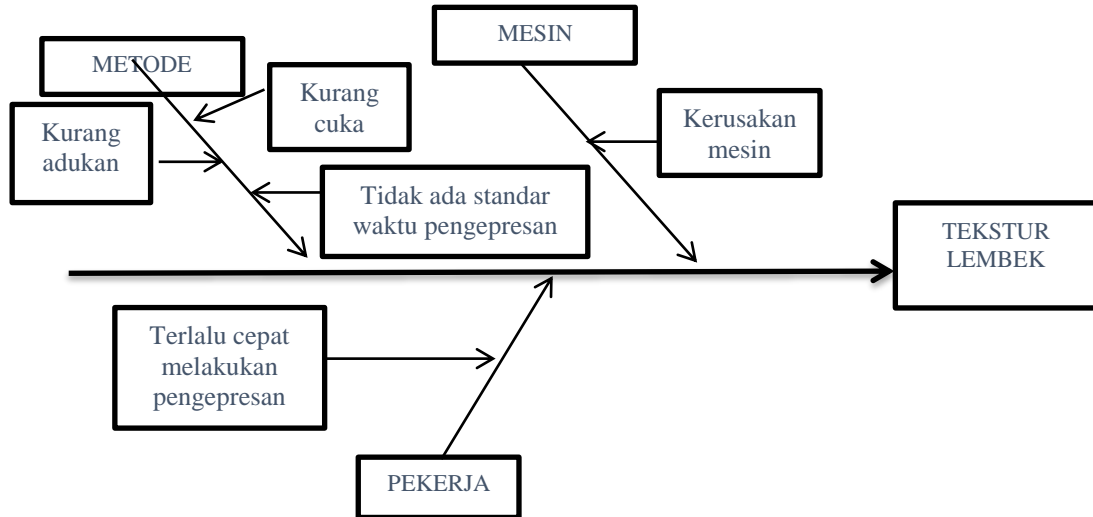 METODE
MESIN
Kurang
cuka
Kurang
adukan
Kerusakan
mesin
Tidak ada standar
waktu pengepresan
TEKSTUR
LEMBEK
Terlalu cepat
melakukan
pengepresan
PEKERJA